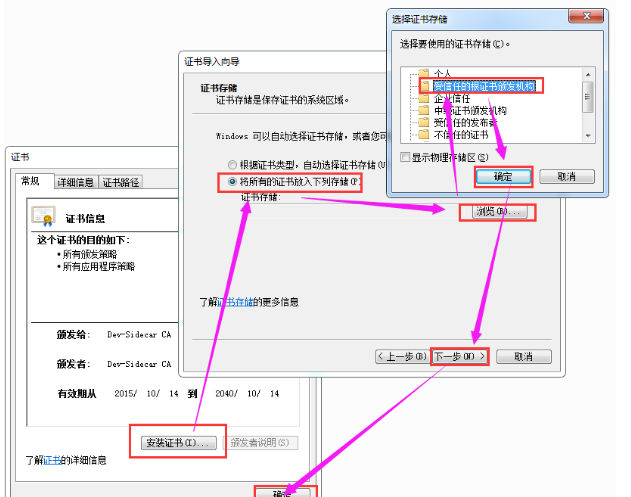 选择证书存储
选择要使用的证书存储(C)。
个人
受信任的根证书颁发机构
企业信任
中级证书颁发机构
受信任的发布者
不信任的证书
显示物理存储区(S)
确定
取消
证书导入向导
证书存储
证书存储是保存证书的系统区域。
Windows 可以自动选择证书存储，或者您可
根据证书类型，自动选择证书存储(U
将所有的证书放入下列存储(P)
证书存储:
浏览(R)...
了解证书存储的更多信息
< 上一步(B)
下一步(N) >
取消
证书
常规
详细信息
证书路径
证书信息
这个证书的目的如下:
•所有颁发策略
•所有应用程序策略
颁发给: Dev-Sidecar CA
颁发者: Dev-Sidecar CA
有效期从 2015/ 10/ 14 到 2040/ 10/ 14
安装证书(I)...
颁发者说明(S)
了解证书的详细信息
确定